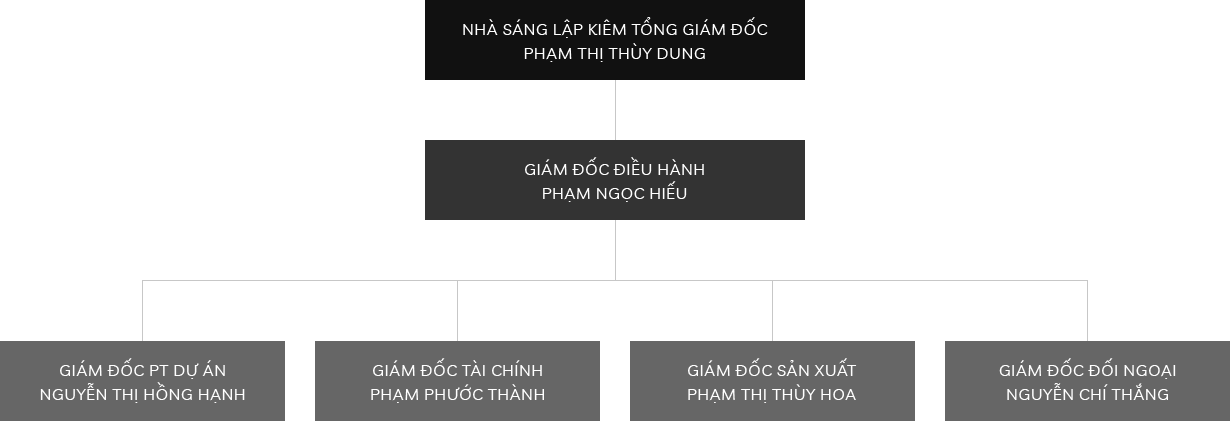 NHÀ SÁNG LẬP KIÊM TỔNG GIÁM ĐỐC
PHẠM THỊ THÙY DUNG
GIÁM ĐỐC ĐIỀU HÀNH
PHẠM NGỌC HIẾU
GIÁM ĐỐC PT DỰ ÁN
NGUYỄN THỊ HỒNG HẠNH
GIÁM ĐỐC TÀI CHÍNH
PHẠM PHƯỚC THÀNH
GIÁM ĐỐC SẢN XUẤT
PHẠM THỊ THÙY HOA
GIÁM ĐỐC ĐỐI NGOẠI
NGUYỄN CHÍ THẮNG